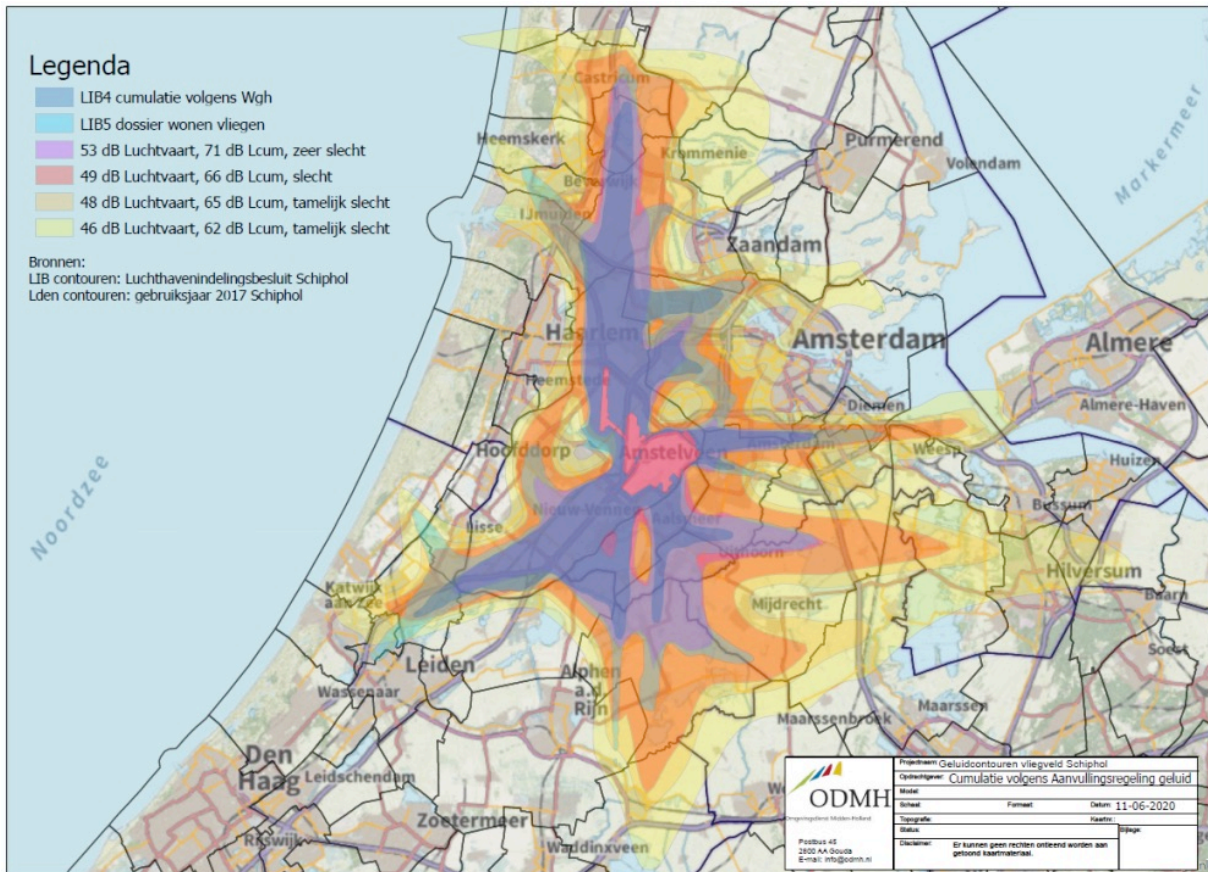 Legenda
LIB4 cumulatie volgens Wgh
LIB5 dossier wonen vliegen
53 dB Luchtvaart, 71 dB Lcum, zeer slecht
49 dB Luchtvaart, 66 dB Lcum, slecht
48 dB Luchtvaart, 65 dB Lcum, tamelijk slecht
46 dB Luchtvaart, 62 dB Lcum, tamelijk slecht
Bronnen:
LIB contouren: Luchthavenindelingsbesluit Schiphol
Lden contouren: gebruiksjaar 2017 Schiphol
Castricum
Heemskerk
Krommenie
Purmerend
Volendam
Markermeer
Beverwijk
IJmuiden
Zaandam
Haarlem
Amsterdam
Almere
Heemstede
Diemen
Almere-Haven
Hoofddorp
Amstelveen
Amsterdam
Weesp
Huizen
Noordzee
Nieuw-Vennep
Aalsmeer
Bussum
Lisse
Uithoorn
Hilversum
Katwijk
aan Zee
Mijdrecht
Baarn
Leiden
Alphen
a.d.
Rijn
Soest
Wassenaar
Maarssen
Maarssenbroek
Den
Haag
Leidschendam
Zoetermeer
Rijswijk
Waddinxveen
ODMH
Omgevingsdienst Midden-Holland
Postbus 45
2800 AA Gouda
E-mail: info@odmh.nl
Projectnaam: Geluidcontouren vliegveld Schiphol
Opdrachtgever: Cumulatie volgens Aanvullingsregeling geluid
Model:
Schaal: Formaat: Datum: 11-06-2020
Topografie: Kaartnr.:
Status: Bijlage:
Disclaimer: Er kunnen geen rechten ontleend worden aan
getoond kaartmateriaal.